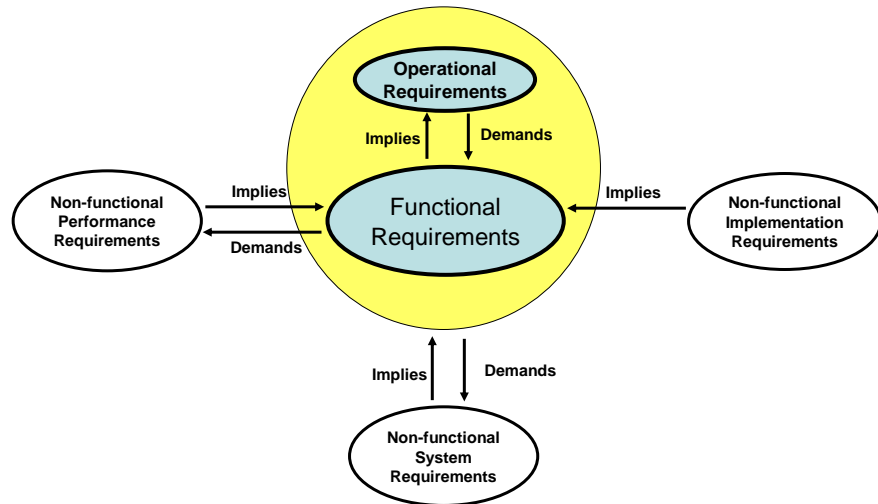 Operational
Requirements
Implies
Demands
Functional
Requirements
Non-functional
Performance
Requirements
Implies
Demands
Implies
Non-functional
Implementation
Requirements
Implies
Demands
Non-functional
System
Requirements